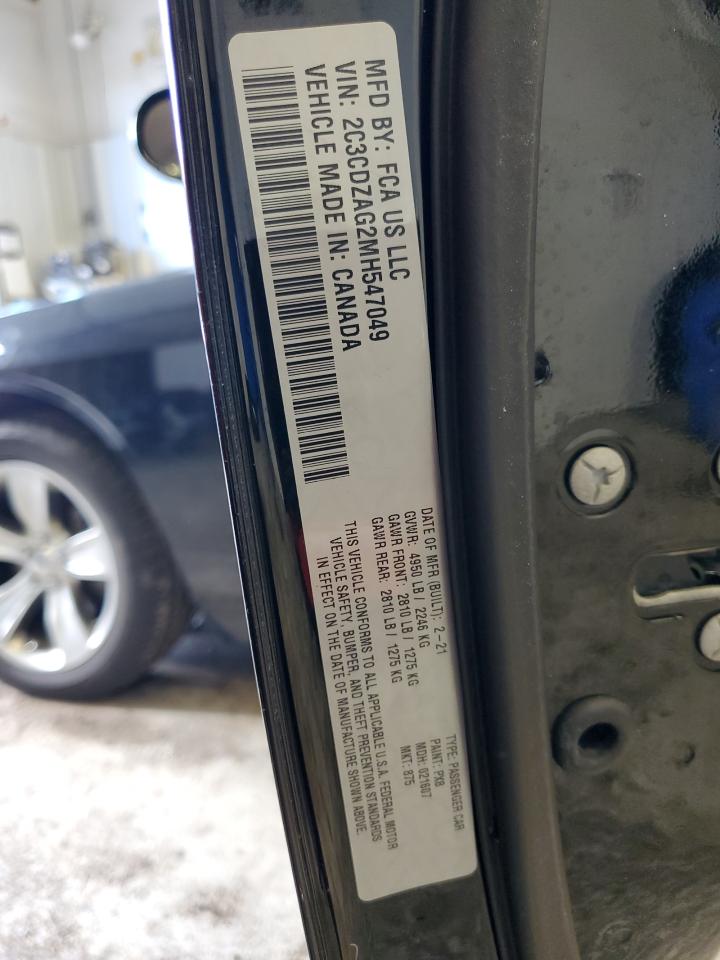 MFD BY: FCA US LLC
VIN: 2C3CDZAG2MH547049
VEHICLE MADE IN: CANADA
DATE OF MFR (BUILT): 2-21
GVWR: 4950 LB / 2246 KG
GAWR FRONT: 2810 LB / 1275 KG
GAWR REAR: 2810 LB / 1275 KG
THIS VEHICLE CONFORMS TO ALL APPLICABLE U.S.A. FEDERAL MOTOR
VEHICLE SAFETY, BUMPER, AND THEFT PREVENTION STANDARDS
IN EFFECT ON THE DATE OF MANUFACTURE SHOWN ABOVE.
TYPE: PASSENGER CAR
PAINT: PX8
MDH: 021607
MKT: 875